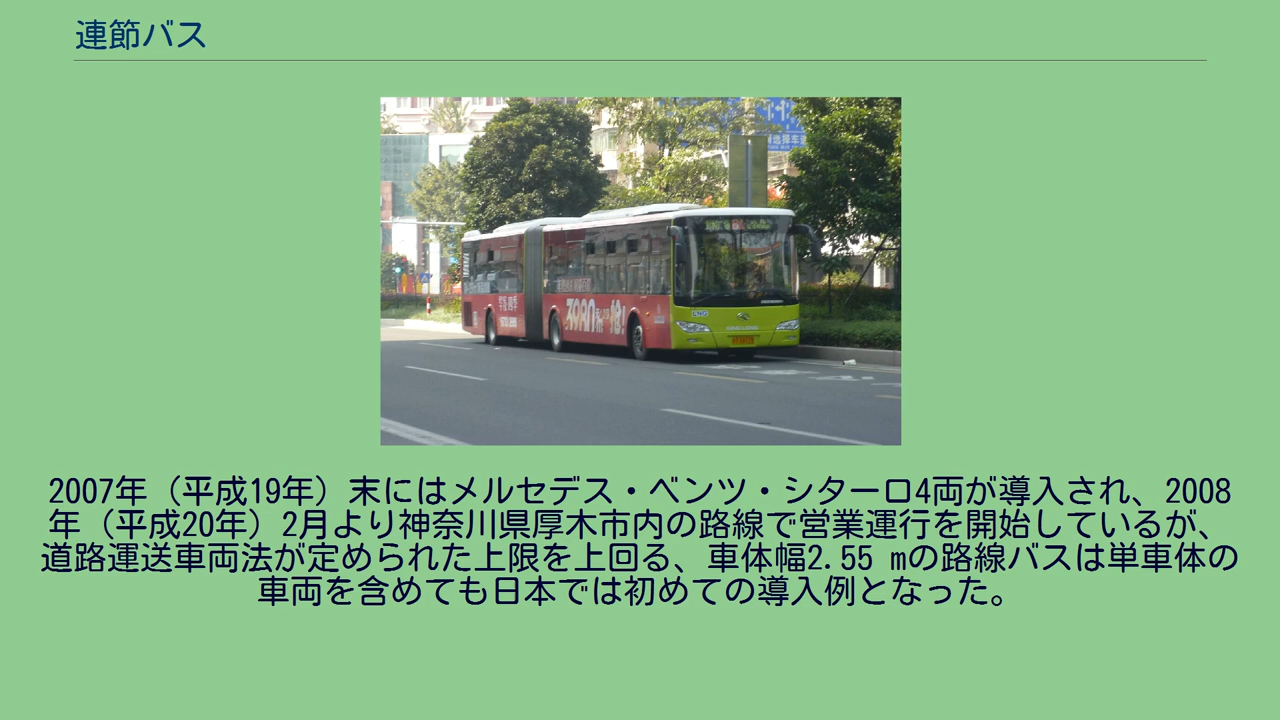 連節バス
2007年（平成19年）末にはメルセデス・ベンツ・シターロ4両が導入され、2008
年（平成20年）2月より神奈川県厚木市内の路線で営業運行を開始しているが、
道路運送車両法が定められた上限を上回る、車体幅2.55 mの路線バスは単車体の
車両を含めても日本では初めての導入例となった。